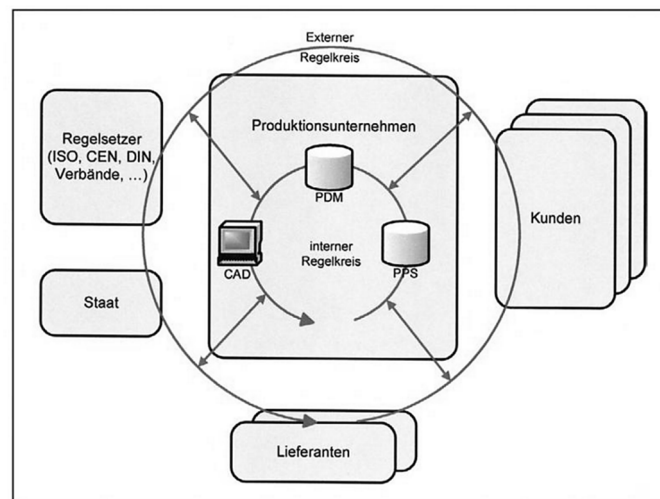 Externer
Regelkreis
Regelsetzer
(ISO, CEN, DIN,
Verbände, ...)
Produktionsunternehmen
PDM
Kunden
interner
Regelkreis
CAD
PPS
Staat
Lieferanten